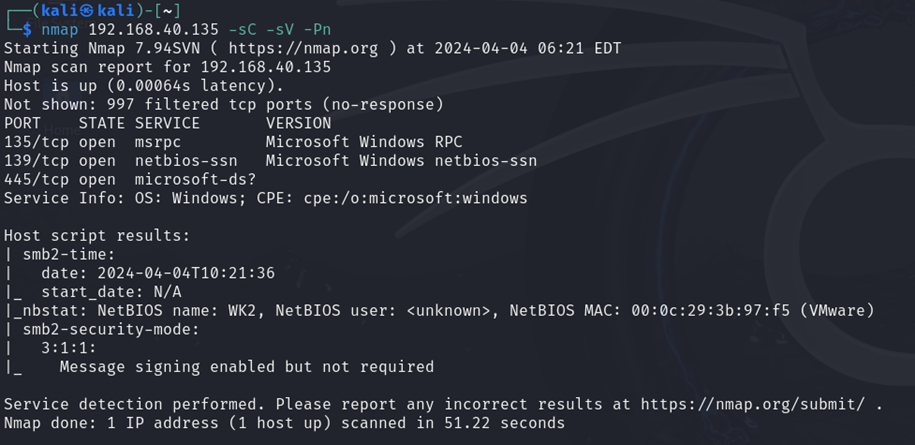 ┌──(kali㉿kali)-[~]
└─$ nmap 192.168.40.135 -sC -sV -Pn
Starting Nmap 7.94SVN ( https://nmap.org ) at 2024-04-04 06:21 EDT
Nmap scan report for 192.168.40.135
Host is up (0.00064s latency).
Not shown: 997 filtered tcp ports (no-response)
PORT    STATE SERVICE       VERSION
135/tcp open  msrpc         Microsoft Windows RPC
139/tcp open  netbios-ssn   Microsoft Windows netbios-ssn
445/tcp open  microsoft-ds?
Service Info: OS: Windows; CPE: cpe:/o:microsoft:windows

Host script results:
| smb2-time:
|   date: 2024-04-04T10:21:36
|_  start_date: N/A
|_nbstat: NetBIOS name: WK2, NetBIOS user: <unknown>, NetBIOS MAC: 00:0c:29:3b:97:f5 (VMware)
| smb2-security-mode:
|   3:1:1:
|_    Message signing enabled but not required

Service detection performed. Please report any incorrect results at https://nmap.org/submit/ .
Nmap done: 1 IP address (1 host up) scanned in 51.22 seconds